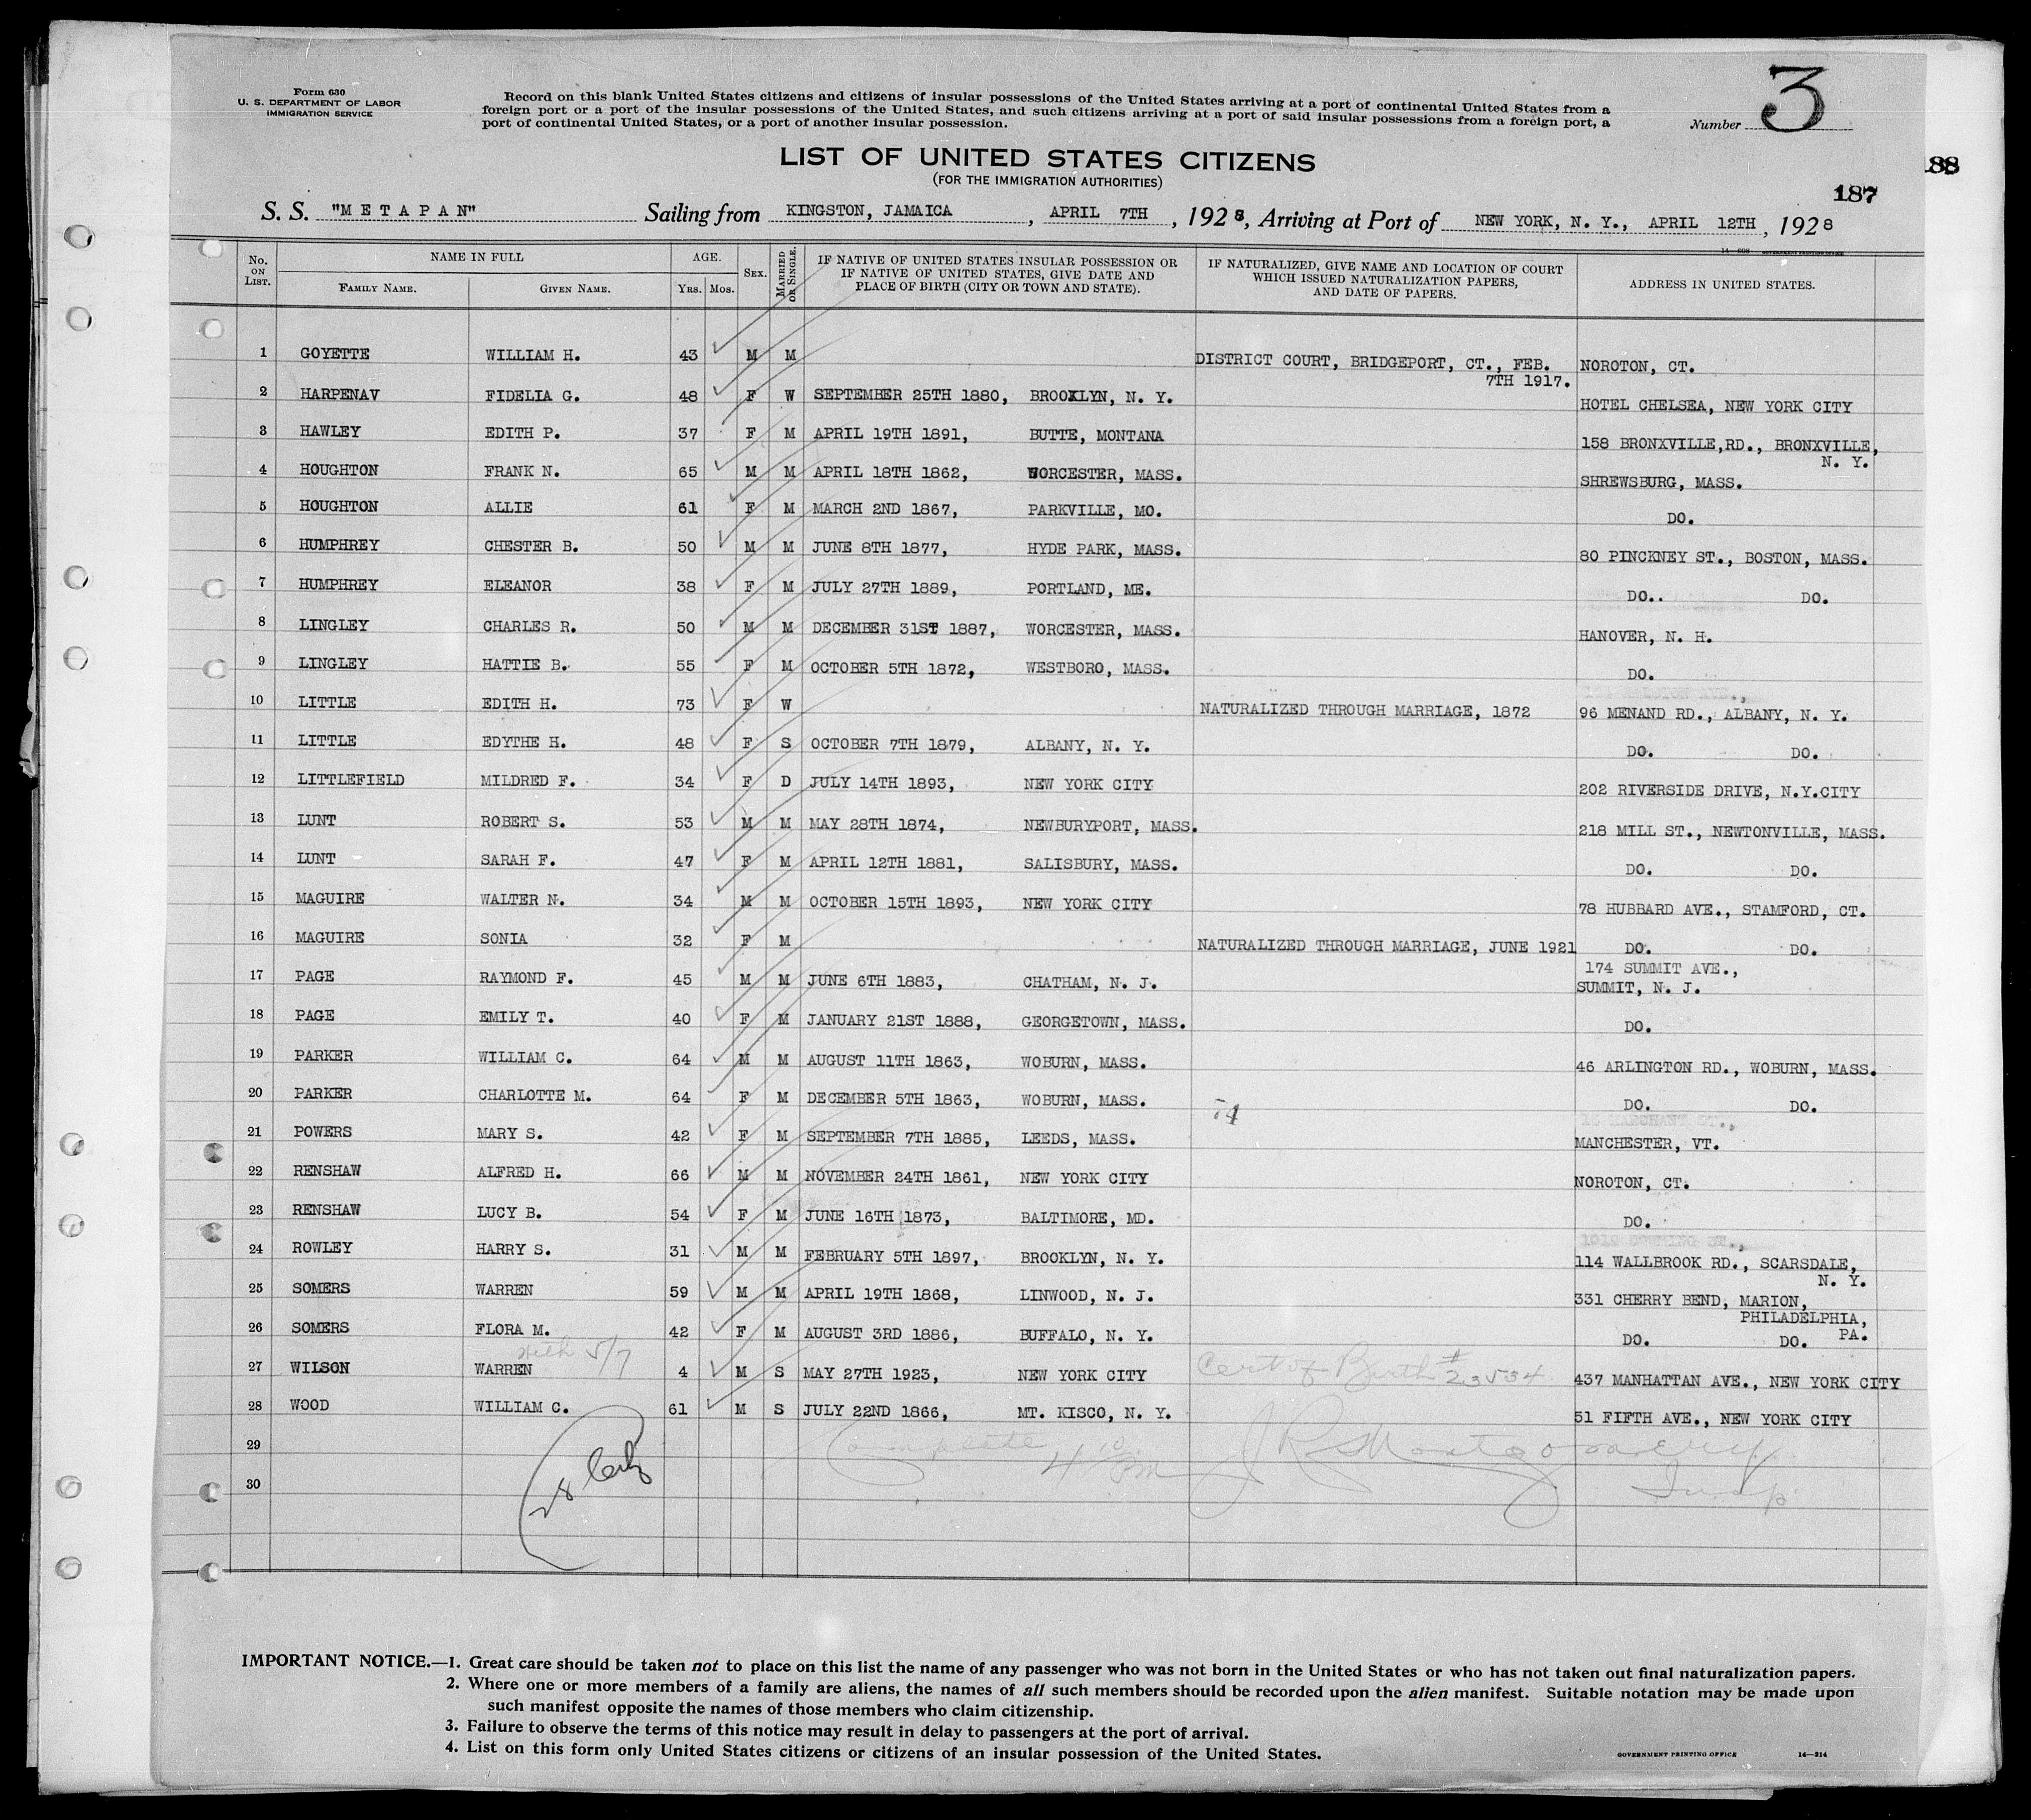 Form 630
U. S. DEPARTMENT OF LABOR
IMMIGRATION SERVICE
Record on this blank United States citizens and citizens of insular possessions of the United States arriving at a port of continental United States from a
foreign port or a port of the insular possessions of the United States, and such citizens arriving at a port of said insular possessions from a foreign port, a
port of continental United States, or a port of another insular possession.
Number 3
LIST OF UNITED STATES CITIZENS
(FOR THE IMMIGRATION AUTHORITIES)
88
187
S. S. "METAPAN" Sailing from KINGSTON, JAMAICA, APRIL 7TH, 1928, Arriving at Port of NEW YORK, N. Y., APRIL 12TH, 1928
No. ON LIST. NAME IN FULL FAMILY NAME. GIVEN NAME. AGE. YRS. MOS. SEX. MARRIED OR SINGLE. IF NATIVE OF UNITED STATES INSULAR POSSESSION OR IF NATIVE OF UNITED STATES, GIVE DATE AND PLACE OF BIRTH (CITY OR TOWN AND STATE). IF NATURALIZED, GIVE NAME AND LOCATION OF COURT WHICH ISSUED NATURALIZATION PAPERS, AND DATE OF PAPERS. ADDRESS IN UNITED STATES.
1 GOYETTE WILLIAM H. 43 M M DISTRICT COURT, BRIDGEPORT, CT., FEB. 7TH 1917. NOROTON, CT.
2 HARPENAV FIDELIA G. 48 F W SEPTEMBER 25TH 1880, BROOKLYN, N. Y. HOTEL CHELSEA, NEW YORK CITY
3 HAWLEY EDITH P. 37 F M APRIL 19TH 1891, BUTTE, MONTANA 158 BRONXVILLE,RD., BRONXVILLE, N. Y.
4 HOUGHTON FRANK N. 65 M M APRIL 18TH 1862, WORCESTER, MASS. SHREWSBURG, MASS.
5 HOUGHTON ALLIE 61 F M MARCH 2ND 1867, PARKVILLE, MO. DO.
6 HUMPHREY CHESTER B. 50 M M JUNE 8TH 1877, HYDE PARK, MASS. 80 PINCKNEY ST., BOSTON, MASS.
7 HUMPHREY ELEANOR 38 F M JULY 27TH 1889, PORTLAND, ME. DO.. DO.
8 LINGLEY CHARLES R. 50 M M DECEMBER 31ST 1887, WORCESTER, MASS. HANOVER, N. H.
9 LINGLEY HATTIE B. 55 F M OCTOBER 5TH 1872, WESTBORO, MASS. DO.
10 LITTLE EDITH H. 73 F W NATURALIZED THROUGH MARRIAGE, 1872 96 MENAND RD., ALBANY, N. Y.
11 LITTLE EDYTHE H. 48 F S OCTOBER 7TH 1879, ALBANY, N. Y. DO. DO.
12 LITTLEFIELD MILDRED F. 34 F D JULY 14TH 1893, NEW YORK CITY 202 RIVERSIDE DRIVE, N.Y.CITY
13 LUNT ROBERT S. 53 M M MAY 28TH 1874, NEWBURYPORT, MASS. 218 MILL ST., NEWTONVILLE, MASS.
14 LUNT SARAH F. 47 F M APRIL 12TH 1881, SALISBURY, MASS. DO. DO.
15 MAGUIRE WALTER N. 34 M M OCTOBER 15TH 1893, NEW YORK CITY 78 HUBBARD AVE., STAMFORD, CT.
16 MAGUIRE SONIA 32 F M NATURALIZED THROUGH MARRIAGE, JUNE 1921 DO. DO.
17 PAGE RAYMOND F. 45 M M JUNE 6TH 1883, CHATHAM, N. J. 174 SUMMIT AVE., SUMMIT, N. J.
18 PAGE EMILY T. 40 F M JANUARY 21ST 1888, GEORGETOWN, MASS. DO.
19 PARKER WILLIAM C. 64 M M AUGUST 11TH 1863, WOBURN, MASS. 46 ARLINGTON RD., WOBURN, MASS.
20 PARKER CHARLOTTE M. 64 F M DECEMBER 5TH 1863, WOBURN, MASS. 74 DO. DO.
21 POWERS MARY S. 42 F M SEPTEMBER 7TH 1885, LEEDS, MASS. MANCHESTER, VT.
22 RENSHAW ALFRED H. 66 M M NOVEMBER 24TH 1861, NEW YORK CITY NOROTON, CT.
23 RENSHAW LUCY B. 54 F M JUNE 16TH 1873, BALTIMORE, MD. DO.
24 ROWLEY HARRY S. 31 M M FEBRUARY 5TH 1897, BROOKLYN, N. Y. 114 WALLBROOK RD., SCARSDALE, N. Y.
25 SOMERS WARREN 59 M M APRIL 19TH 1868, LINWOOD, N. J. 331 CHERRY BEND, MARION, PHILADELPHIA, PA.
26 SOMERS FLORA M. 42 F M AUGUST 3RD 1886, BUFFALO, N. Y. DO. DO.
with 5/7
27 WILSON WARREN 4 M S MAY 27TH 1923, NEW YORK CITY Cert of Birth # 23534 437 MANHATTAN AVE., NEW YORK CITY
28 WOOD WILLIAM C. 61 M S JULY 22ND 1866, MT. KISCO, N. Y. 51 FIFTH AVE., NEW YORK CITY
29 Complete 4 10 PM J R Montgomery
30 28 Insp
IMPORTANT NOTICE.—1. Great care should be taken not to place on this list the name of any passenger who was not born in the United States or who has not taken out final naturalization papers.
2. Where one or more members of a family are aliens, the names of all such members should be recorded upon the alien manifest. Suitable notation may be made upon
such manifest opposite the names of those members who claim citizenship.
3. Failure to observe the terms of this notice may result in delay to passengers at the port of arrival.
4. List on this form only United States citizens or citizens of an insular possession of the United States.
GOVERNMENT PRINTING OFFICE 14—214